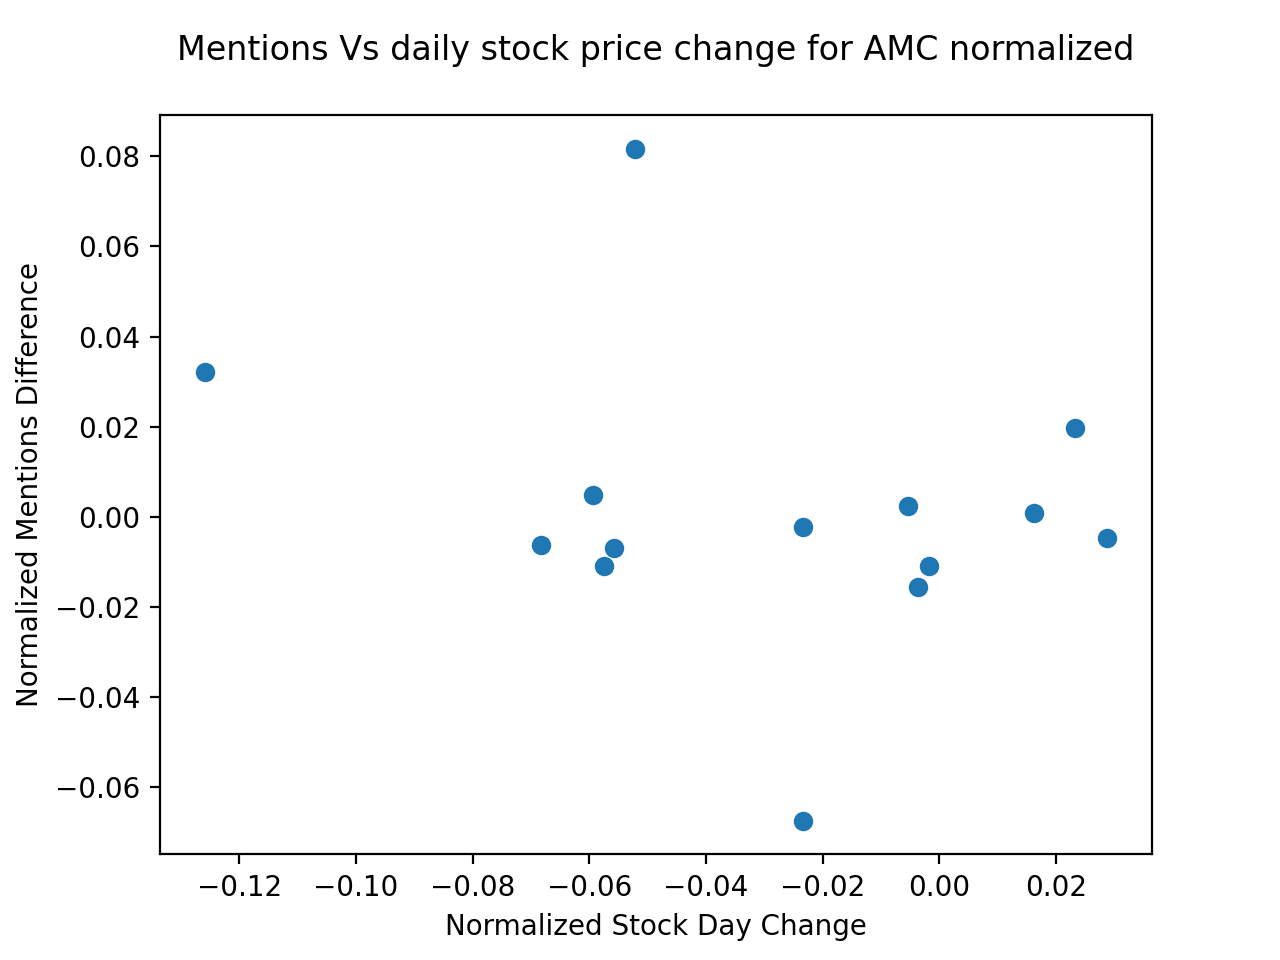 Mentions Vs daily stock price change for AMC normalized
0.08
0.06
0.04
0.02
0.00
−0.02
−0.04
−0.06
Normalized Mentions Difference
−0.12 −0.10 −0.08 −0.06 −0.04 −0.02 0.00 0.02
Normalized Stock Day Change